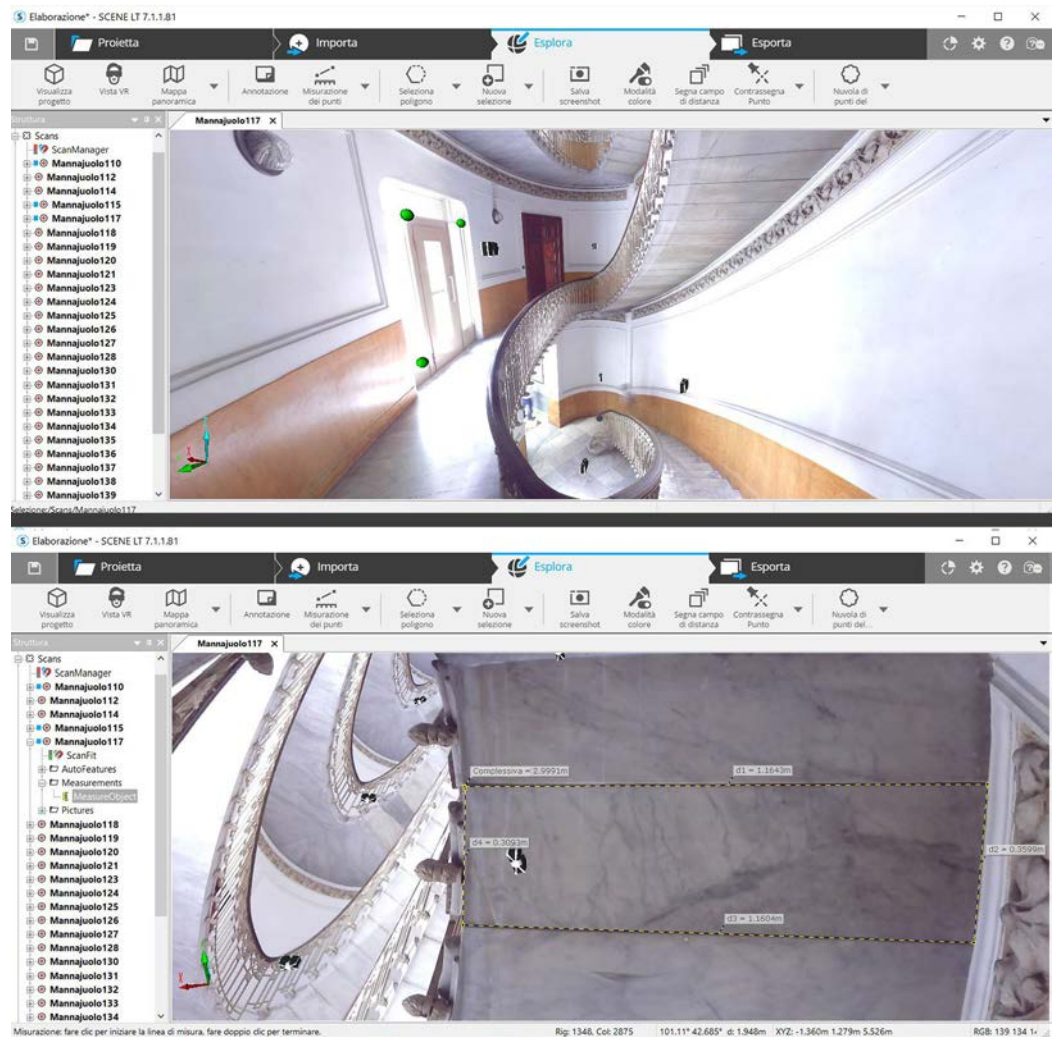 Elaborazione* - SCENE LT 7.1.1.81
Proietta
Importa
Esplora
Esporta
Visualizza progetto
Vista VR
Mappa panoramica
Annotazione
Misurazione dei punti
Seleziona poligono
Nuova selezione
Salva screenshot
Modalità colore
Segna campo di distanza
Contrassegna Punto
Nuvola di punti del
Struttura
Mannajuolo117
Scans
ScanManager
Mannajuolo110
Mannajuolo112
Mannajuolo114
Mannajuolo115
Mannajuolo117
Mannajuolo118
Mannajuolo119
Mannajuolo120
Mannajuolo121
Mannajuolo123
Mannajuolo124
Mannajuolo125
Mannajuolo126
Mannajuolo127
Mannajuolo128
Mannajuolo130
Mannajuolo131
Mannajuolo132
Mannajuolo133
Mannajuolo134
Mannajuolo135
Mannajuolo136
Mannajuolo137
Mannajuolo138
Mannajuolo139
Selezione:/Scans/Mannajuolo117
Elaborazione* - SCENE LT 7.1.1.81
Proietta
Importa
Esplora
Esporta
Visualizza progetto
Vista VR
Mappa panoramica
Annotazione
Misurazione dei punti
Seleziona poligono
Nuova selezione
Salva screenshot
Modalità colore
Segna campo di distanza
Contrassegna Punto
Nuvola di punti del...
Struttura
Mannajuolo117
Scans
ScanManager
Mannajuolo110
Mannajuolo112
Mannajuolo114
Mannajuolo115
Mannajuolo117
ScanFit
AutoFeatures
Measurements
MeasureObject
Pictures
Mannajuolo118
Mannajuolo119
Mannajuolo120
Mannajuolo121
Mannajuolo123
Mannajuolo124
Mannajuolo125
Mannajuolo126
Mannajuolo127
Mannajuolo128
Mannajuolo130
Mannajuolo131
Mannajuolo132
Mannajuolo133
Mannajuolo134
Complessiva = 2.9991m
d1 = 1.1643m
d4 = 0.3093m
d2 = 0.3599m
d3 = 1.1604m
Misurazione: fare clic per iniziare la linea di misura, fare doppio clic per terminare.
Rig: 1348, Col: 2875 101.11° 42.685° d: 1.948m XYZ: -1.360m 1.279m 5.526m RGB: 139 134